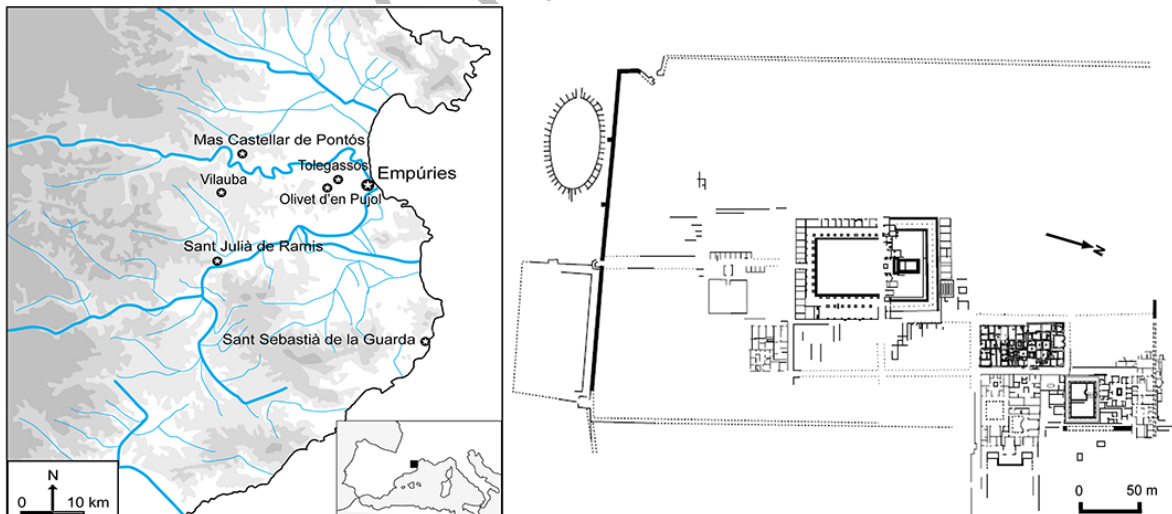 Mas Castellar de Pontós
Tolegassos
Empúries
Vilauba
Olivet d'en Pujol
Sant Julià de Ramis
Sant Sebastià de la Guarda
N
0 10 km
N
0 50 m